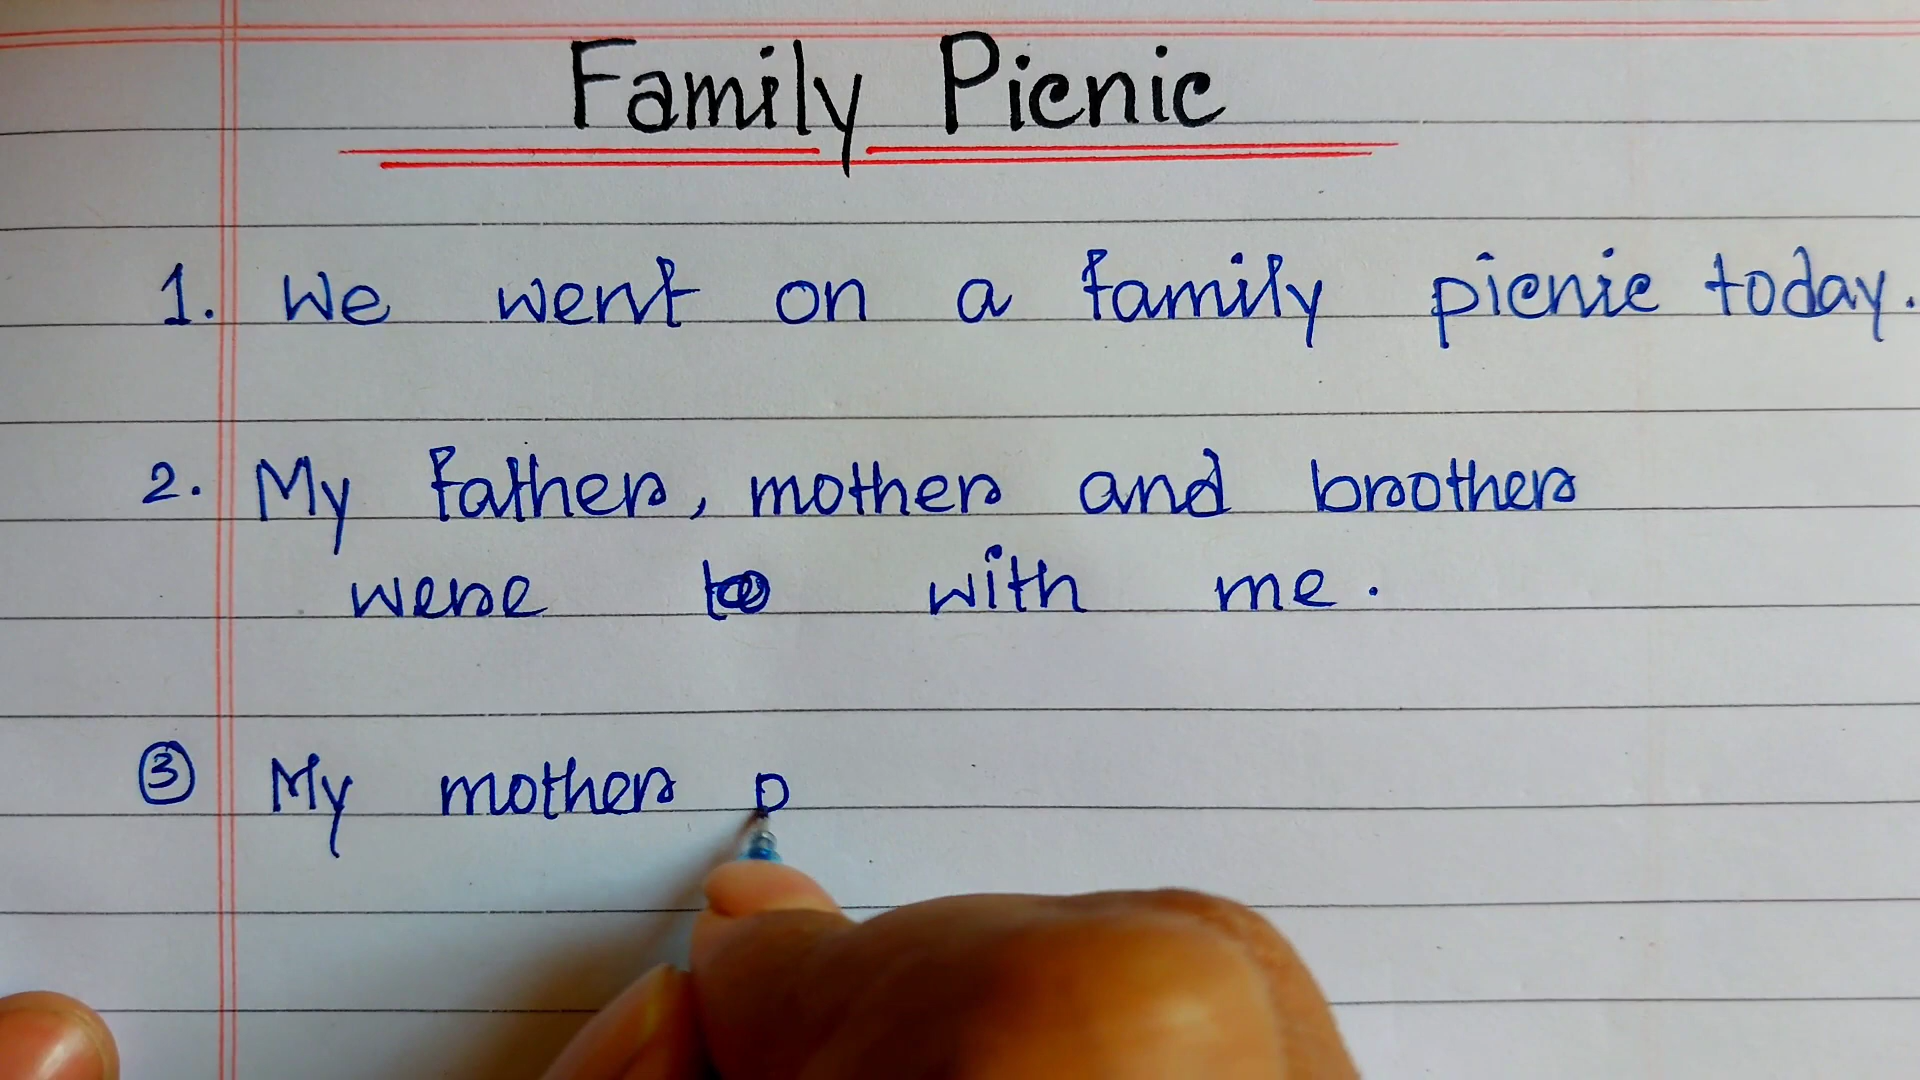 Family Picnic
1. We went on a family picnic today.
2. My father, mother and brother
were with me.
3 My mother p